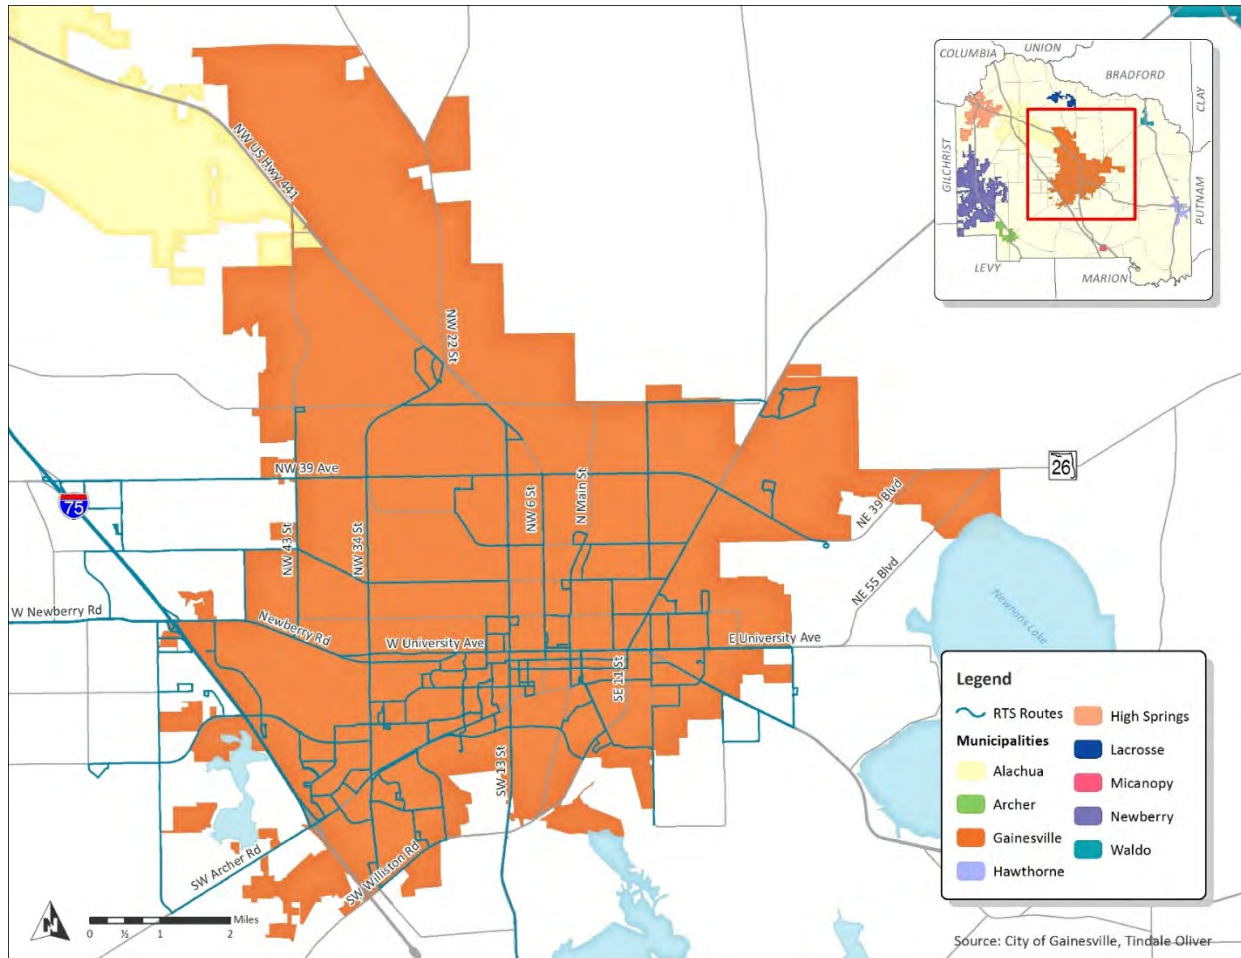 COLUMBIA
UNION
BRADFORD
CLAY
GILCHRIST
PUTNAM
LEVY
MARION
NW US Hwy 441
NW 22 St
26
NW 39 Ave
75
NW 43 St
NW 34 St
NW 6 St
N Main St
NE 39 Blvd
NE 55 Blvd
W Newberry Rd
Newberry Rd
W University Ave
E University Ave
Newnans Lake
SE 11 St
SW 13 St
SW Archer Rd
SW Williston Rd
Legend
RTS Routes
Municipalities
Alachua
Archer
Gainesville
Hawthorne
High Springs
Lacrosse
Micanopy
Newberry
Waldo
N
Miles
0 ½ 1 2
Source: City of Gainesville, Tindale Oliver